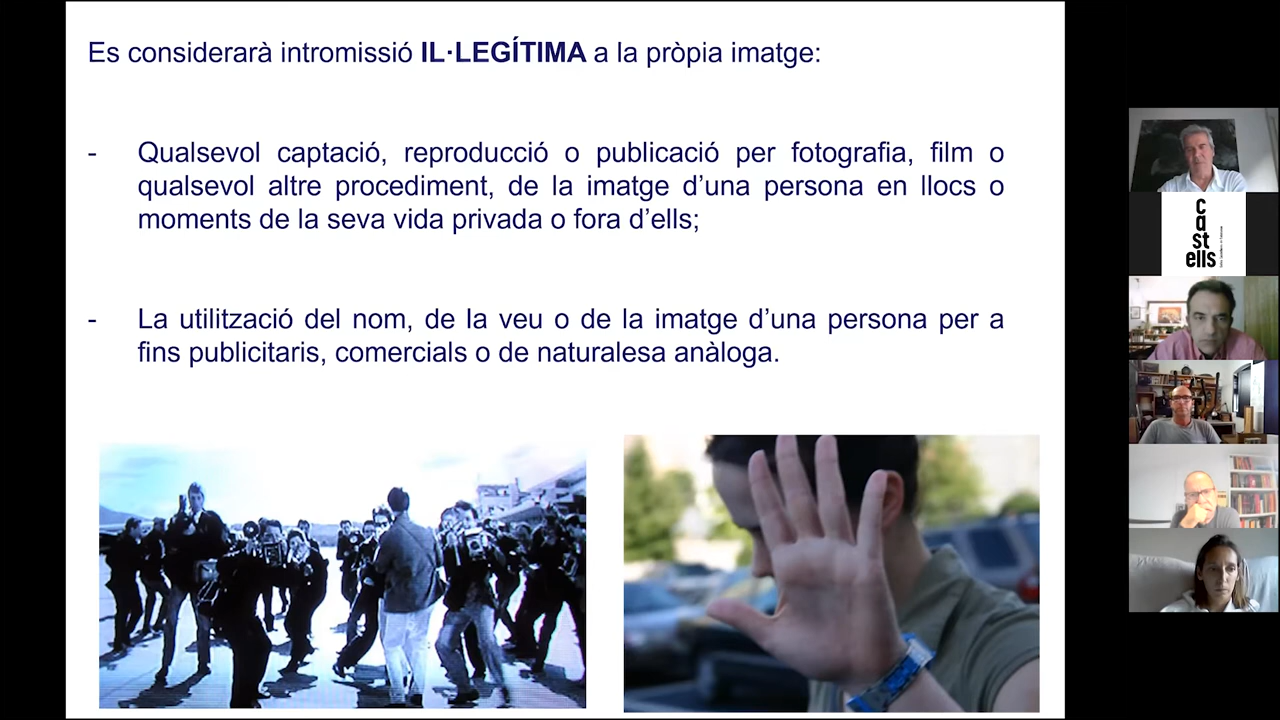 Es considerarà intromissió IL·LEGÍTIMA a la pròpia imatge:
- Qualsevol captació, reproducció o publicació per fotografia, film o
qualsevol altre procediment, de la imatge d’una persona en llocs o
moments de la seva vida privada o fora d’ells;
- La utilització del nom, de la veu o de la imatge d’una persona per a
fins publicitaris, comercials o de naturalesa anàloga.
c
a
st
ells